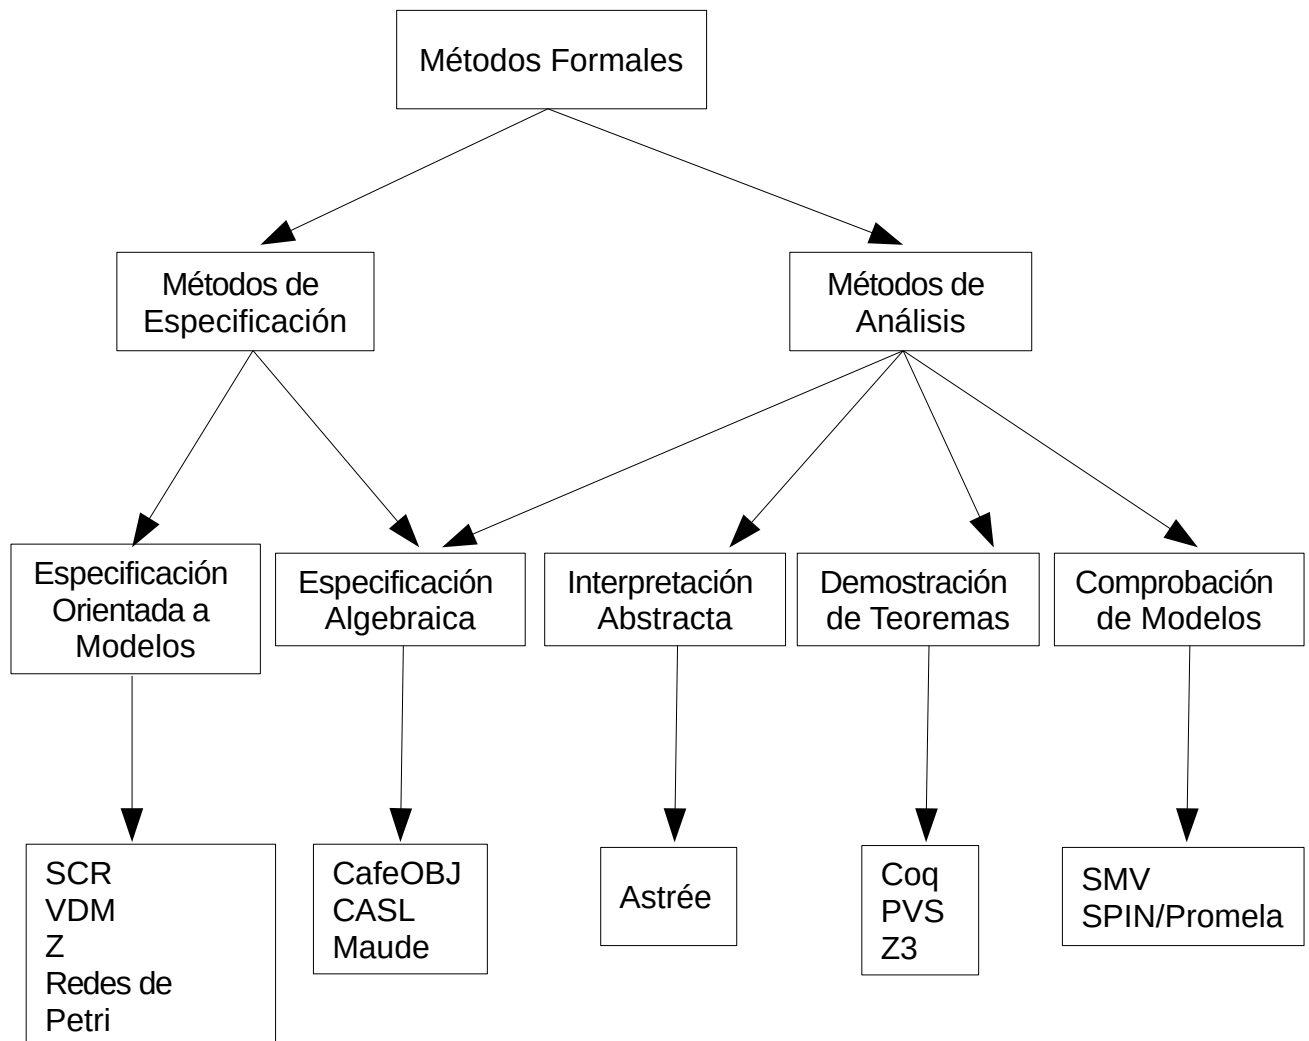 Métodos Formales
Métodos de
Especificación
Métodos de
Análisis
Especificación
Orientada a
Modelos
Especificación
Algebraica
Interpretación
Abstracta
Demostración
de Teoremas
Comprobación
de Modelos
SCR
VDM
Z
Redes de
Petri
CafeOBJ
CASL
Maude
Astrée
Coq
PVS
Z3
SMV
SPIN/Promela